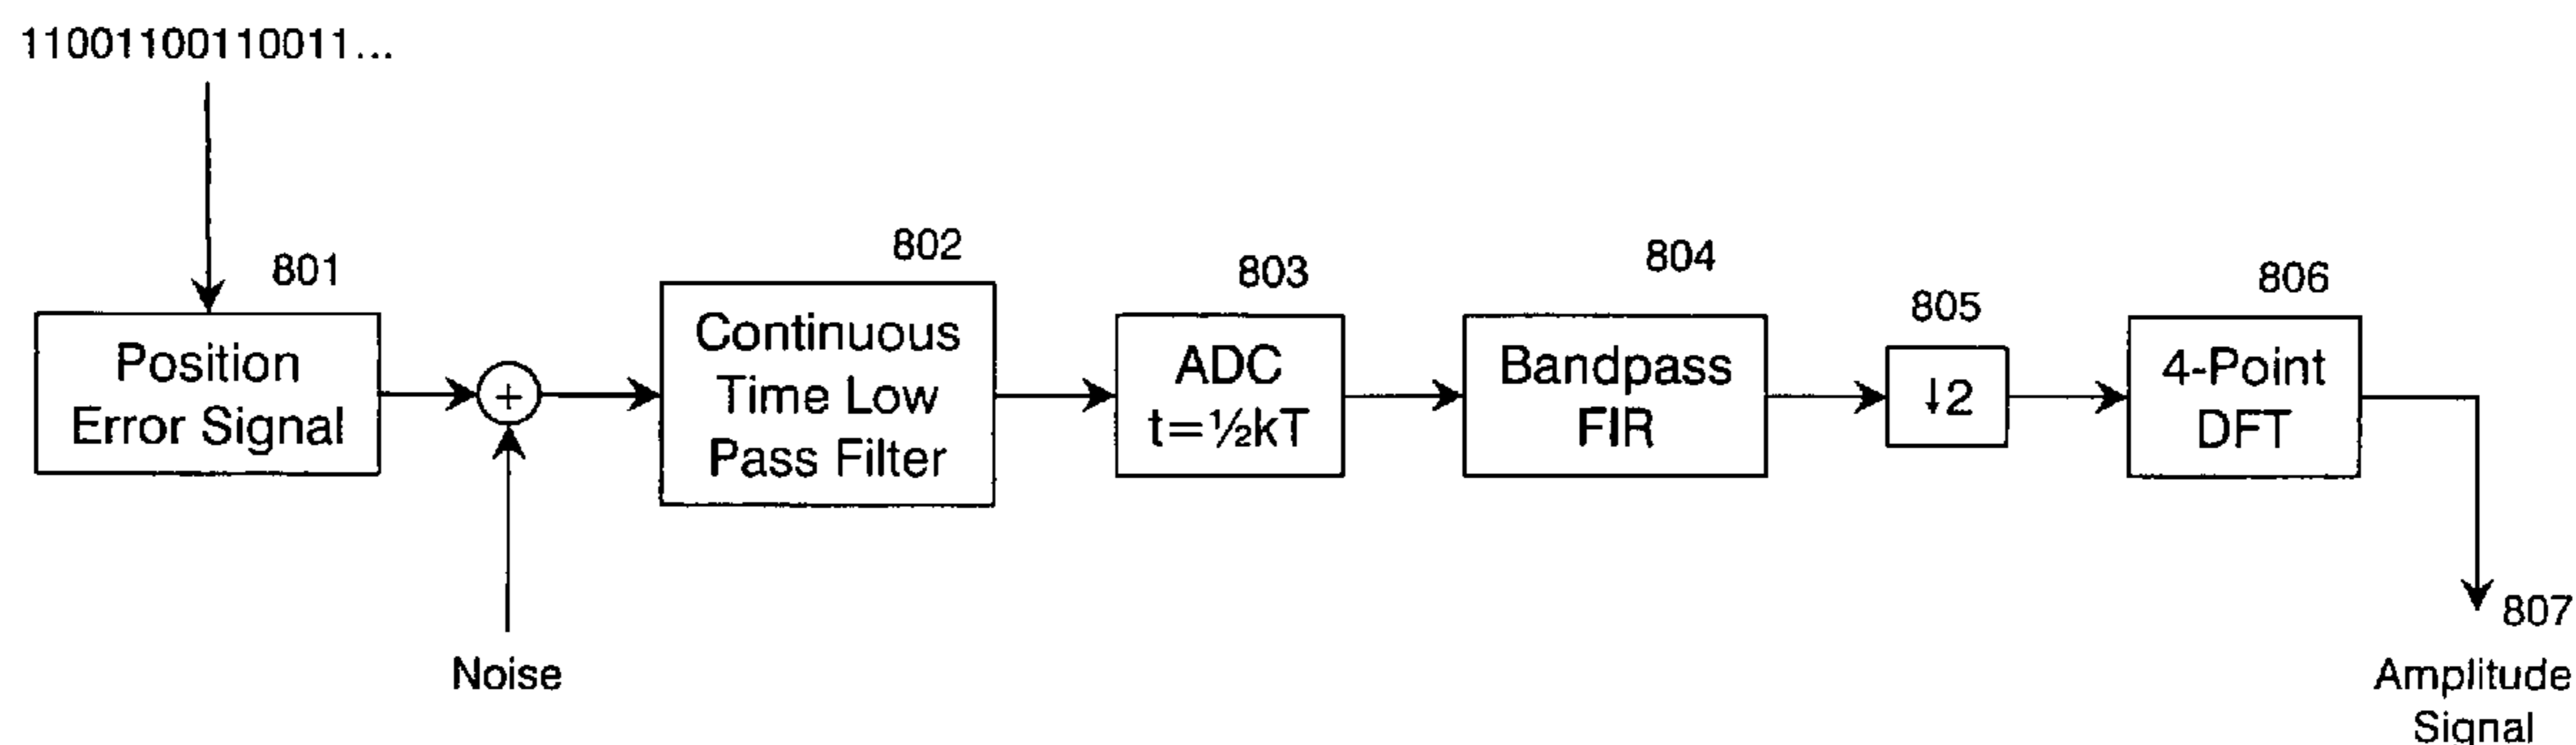 11001100110011...
801
Position
Error Signal
+
Noise
802
Continuous
Time Low
Pass Filter
803
ADC
t=½kT
804
Bandpass
FIR
805
↓2
806
4-Point
DFT
807
Amplitude
Signal